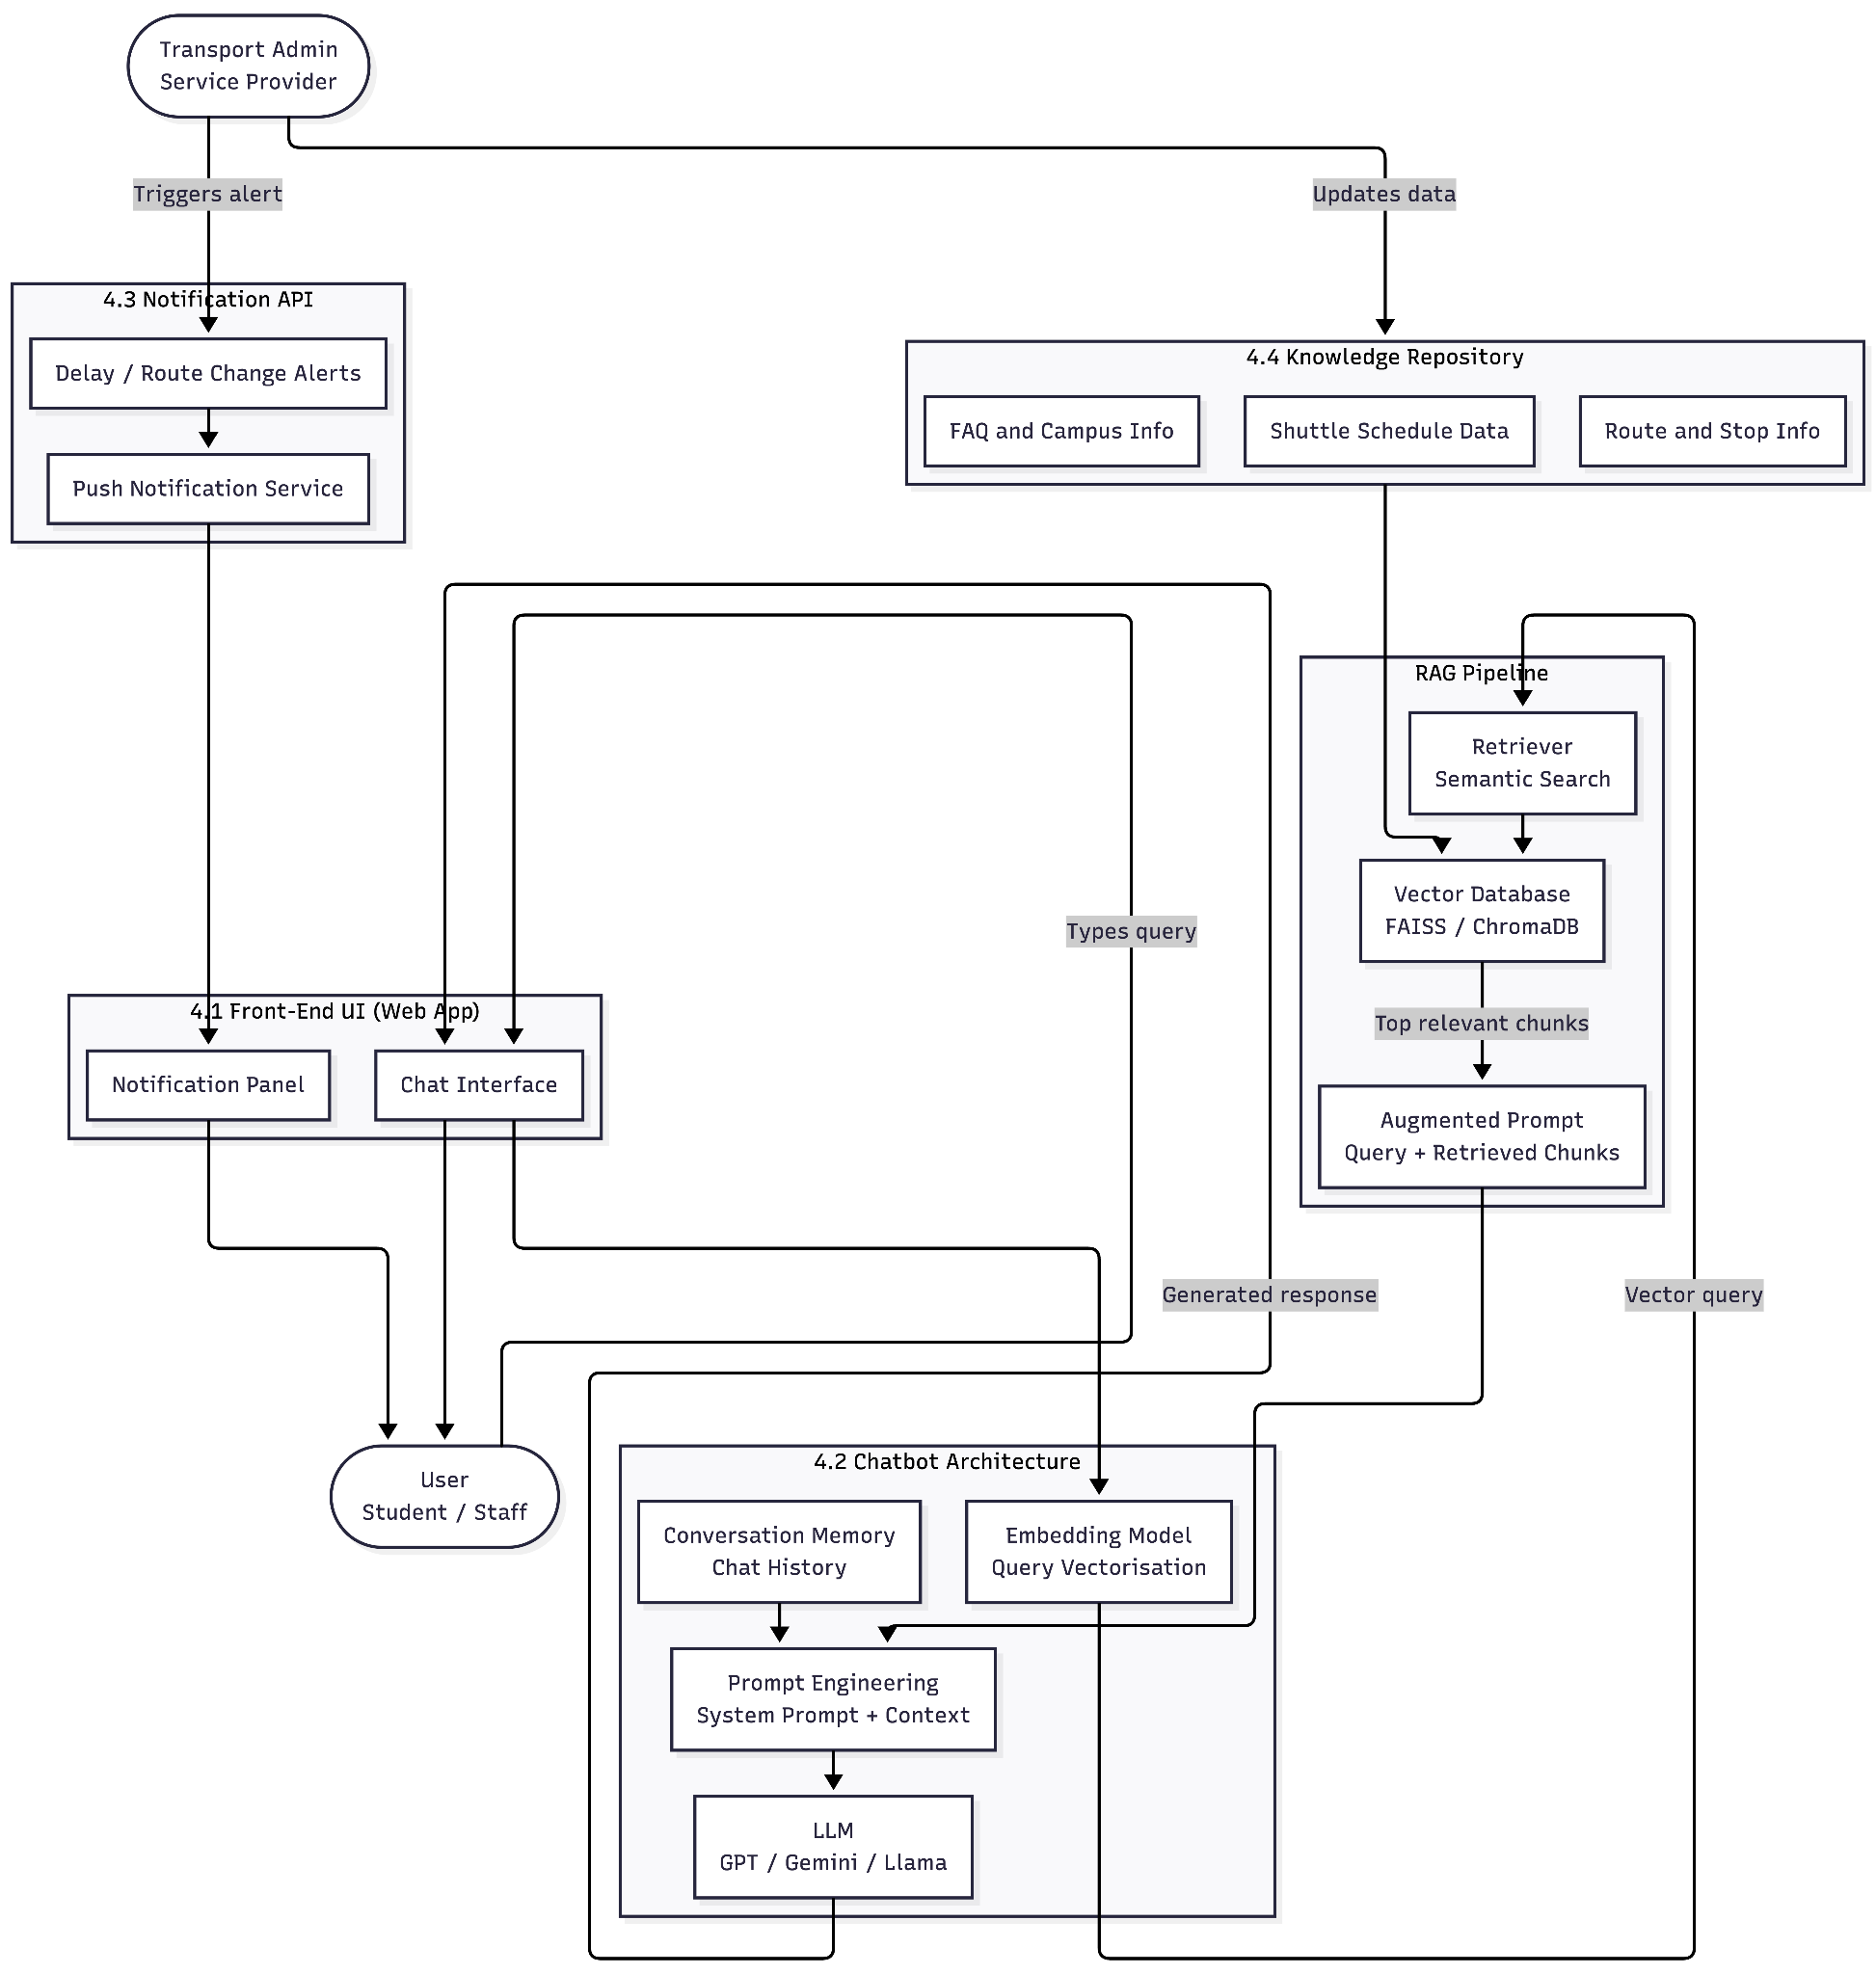 Transport Admin
Service Provider
Triggers alert
Updates data
4.3 Notification API
Delay / Route Change Alerts
Push Notification Service
4.4 Knowledge Repository
FAQ and Campus Info
Shuttle Schedule Data
Route and Stop Info
RAG Pipeline
Retriever
Semantic Search
Vector Database
FAISS / ChromaDB
Types query
Top relevant chunks
4.1 Front-End UI (Web App)
Notification Panel
Chat Interface
Augmented Prompt
Query + Retrieved Chunks
Generated response
Vector query
User
Student / Staff
4.2 Chatbot Architecture
Conversation Memory
Chat History
Embedding Model
Query Vectorisation
Prompt Engineering
System Prompt + Context
LLM
GPT / Gemini / Llama